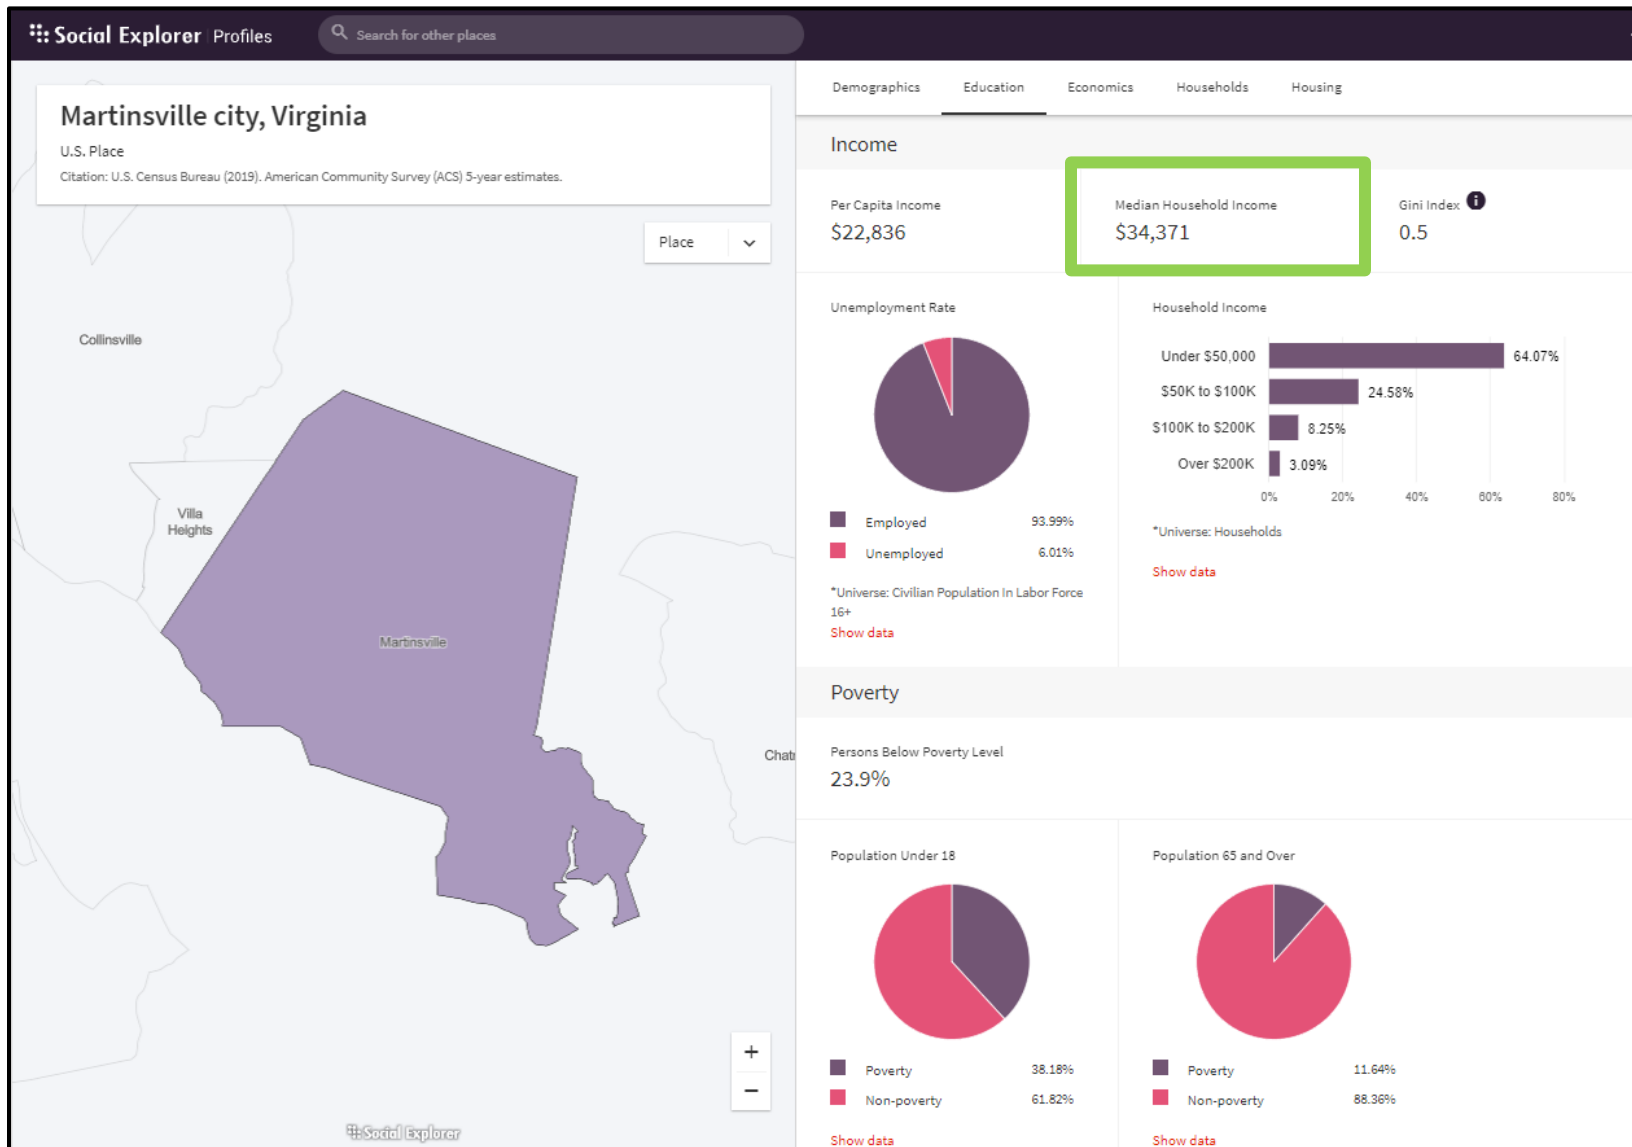 Social Explorer Profiles
Search for other places
Martinsville city, Virginia
U.S. Place
Citation: U.S. Census Bureau (2019). American Community Survey (ACS) 5-year estimates.
Place
Collinsville
Villa
Heights
Martinsville
+
−
Social Explorer
Demographics Education Economics Households Housing
Income
Per Capita Income
$22,836
Median Household Income
$34,371
Gini Index i
0.5
Unemployment Rate
Employed 93.99%
Unemployed 6.01%
*Universe: Civilian Population In Labor Force
16+
Show data
Household Income
Under $50,000 64.07%
$50K to $100K 24.58%
$100K to $200K 8.25%
Over $200K 3.09%
0% 20% 40% 60% 80%
*Universe: Households
Show data
Poverty
Persons Below Poverty Level
23.9%
Population Under 18
Poverty 38.18%
Non-poverty 61.82%
Show data
Population 65 and Over
Poverty 11.64%
Non-poverty 88.36%
Show data